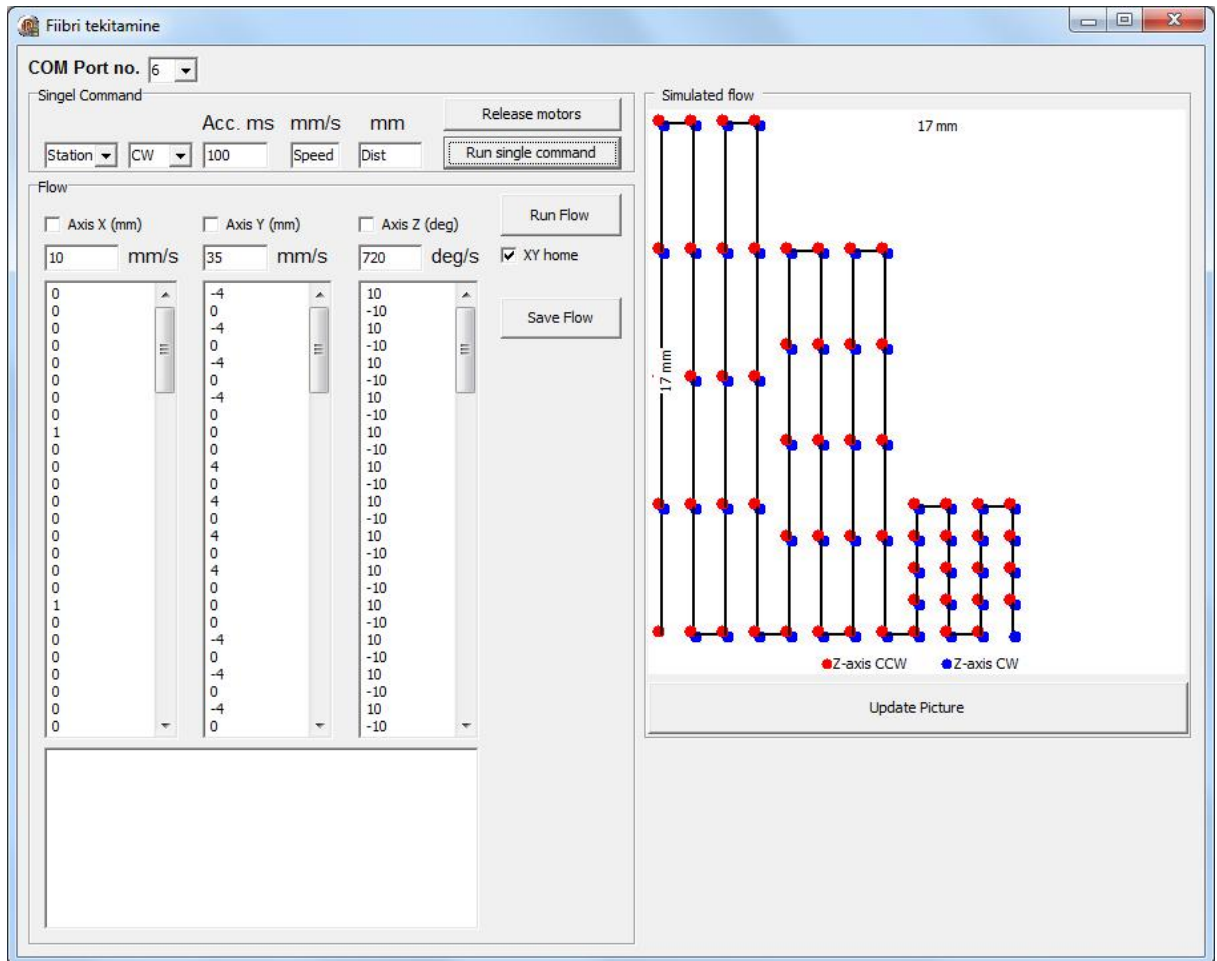 Fiibri tekitamine
COM Port no. 6
Singel Command
Acc. ms mm/s mm
Release motors
Station CW 100 Speed Dist
Run single command
Flow
Axis X (mm) Axis Y (mm) Axis Z (deg)
Run Flow
10 mm/s 35 mm/s 720 deg/s
XY home
Save Flow
0 -4 10
0 0 -10
0 -4 10
0 0 -10
0 -4 10
0 0 -10
0 -4 10
0 0 -10
1 0 10
0 0 -10
0 4 10
0 0 -10
0 4 10
0 0 -10
0 4 10
0 0 -10
0 4 10
0 0 -10
1 0 10
0 0 -10
0 -4 10
0 0 -10
0 -4 10
0 0 -10
0 -4 10
0 0 -10
Simulated flow
17 mm
17 mm
Z-axis CCW Z-axis CW
Update Picture